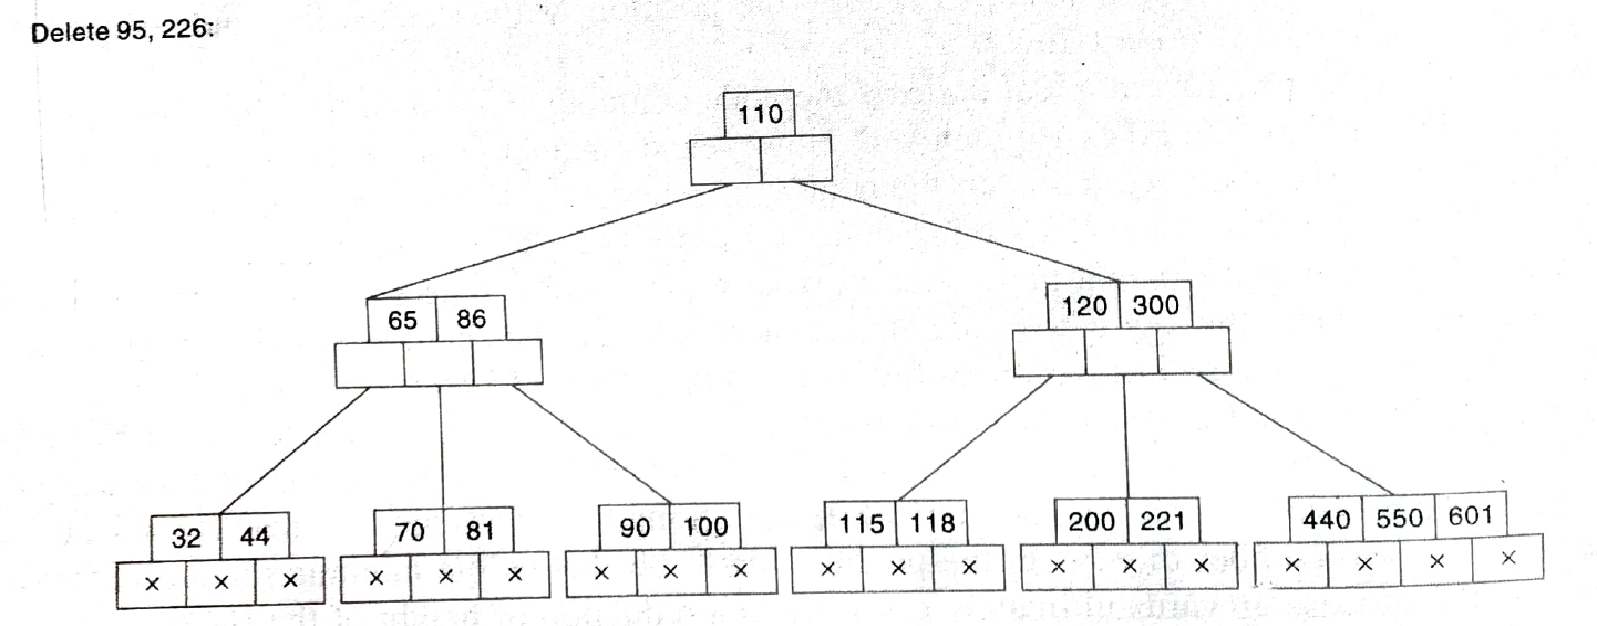 Delete 95, 226:
110
65 86
120 300
32 44
70 81
90 100
115 118
200 221
440 550 601
× × ×
× × ×
× × ×
× × ×
× × ×
× × × ×